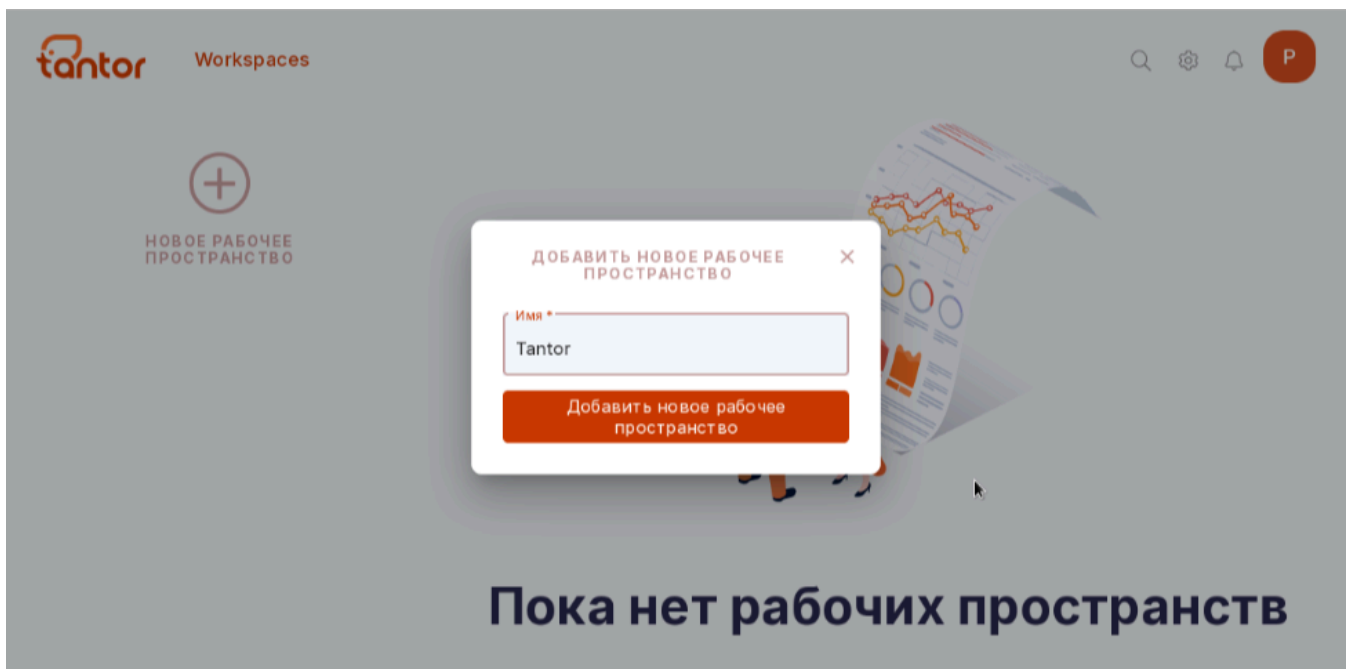 tantor
Workspaces
P
НОВОЕ РАБОЧЕЕ
ПРОСТРАНСТВО
ДОБАВИТЬ НОВОЕ РАБОЧЕЕ
ПРОСТРАНСТВО
Имя *
Tantor
Добавить новое рабочее
пространство
Пока нет рабочих пространств